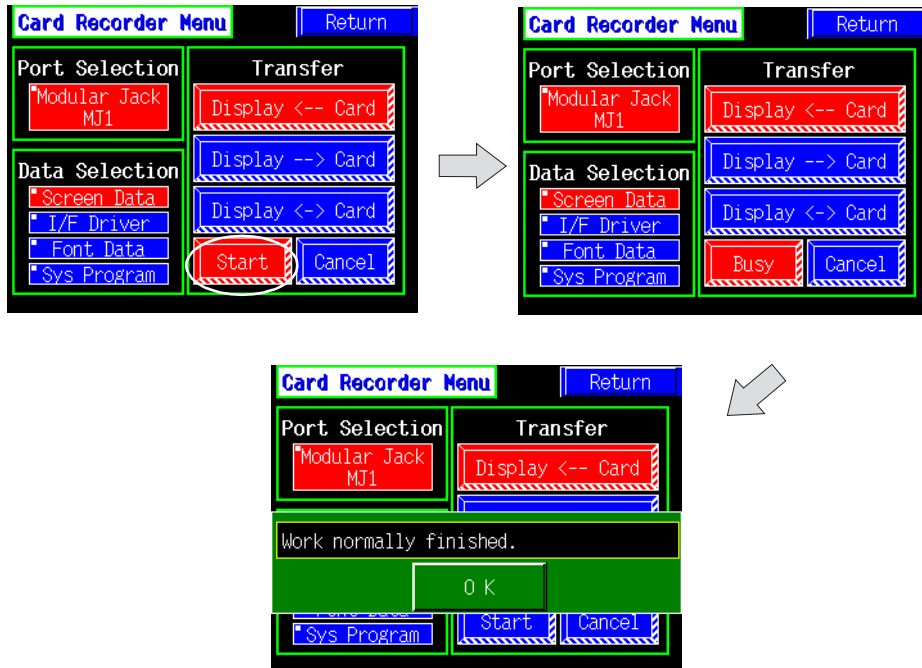 Card Recorder Menu
Return
Port Selection
Modular Jack
MJ1
Data Selection
Screen Data
I/F Driver
Font Data
Sys Program
Transfer
Display <-- Card
Display --> Card
Display <-> Card
Start
Cancel
Card Recorder Menu
Return
Port Selection
Modular Jack
MJ1
Data Selection
Screen Data
I/F Driver
Font Data
Sys Program
Transfer
Display <-- Card
Display --> Card
Display <-> Card
Busy
Cancel
Card Recorder Menu
Return
Port Selection
Modular Jack
MJ1
Transfer
Display <-- Card
Work normally finished.
O K
Sys Program
Start
Cancel